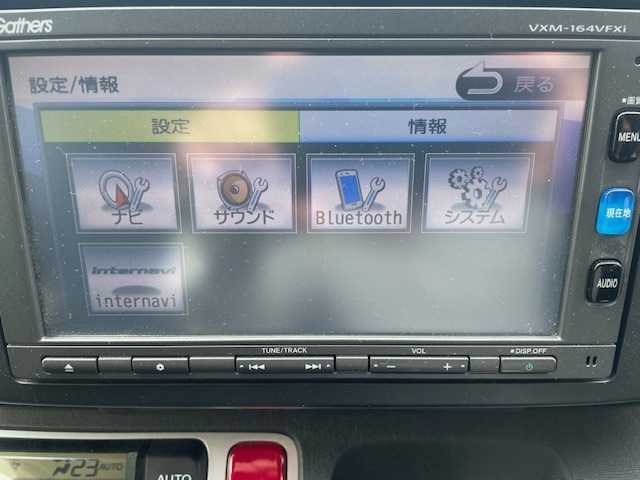 Gathers
VXM-164VFXi
設定/情報
戻る
設定
情報
ナビ
サウンド
Bluetooth
システム
internavi
internavi
MENU
現在地
AUDIO
TUNE/TRACK
VOL
DISP.OFF
23 AUTO
AUTO